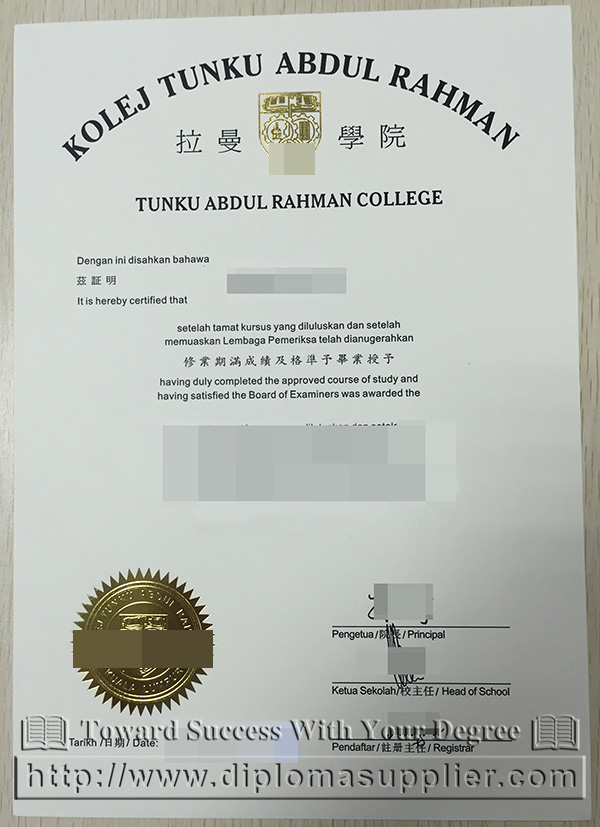 KOLEJ TUNKU ABDUL RAHMAN
拉曼學院
TUNKU ABDUL RAHMAN COLLEGE
Dengan ini disahkan bahawa
茲証明
It is hereby certified that
setelah tamat kursus yang diluluskan dan setelah
memuaskan Lembaga Pemeriksa telah dianugerahkan
修業期滿成績及格準予畢業授予
having duly completed the approved course of study and
having satisfied the Board of Examiners was awarded the
Pengetua/院長/Principal
Ketua Sekolah/校主任/Head of School
Toward Success With Your Degree
Tarikh/日期/Date:
Pendaftar/註册主任/Registrar
http://www.diplomasupplier.com